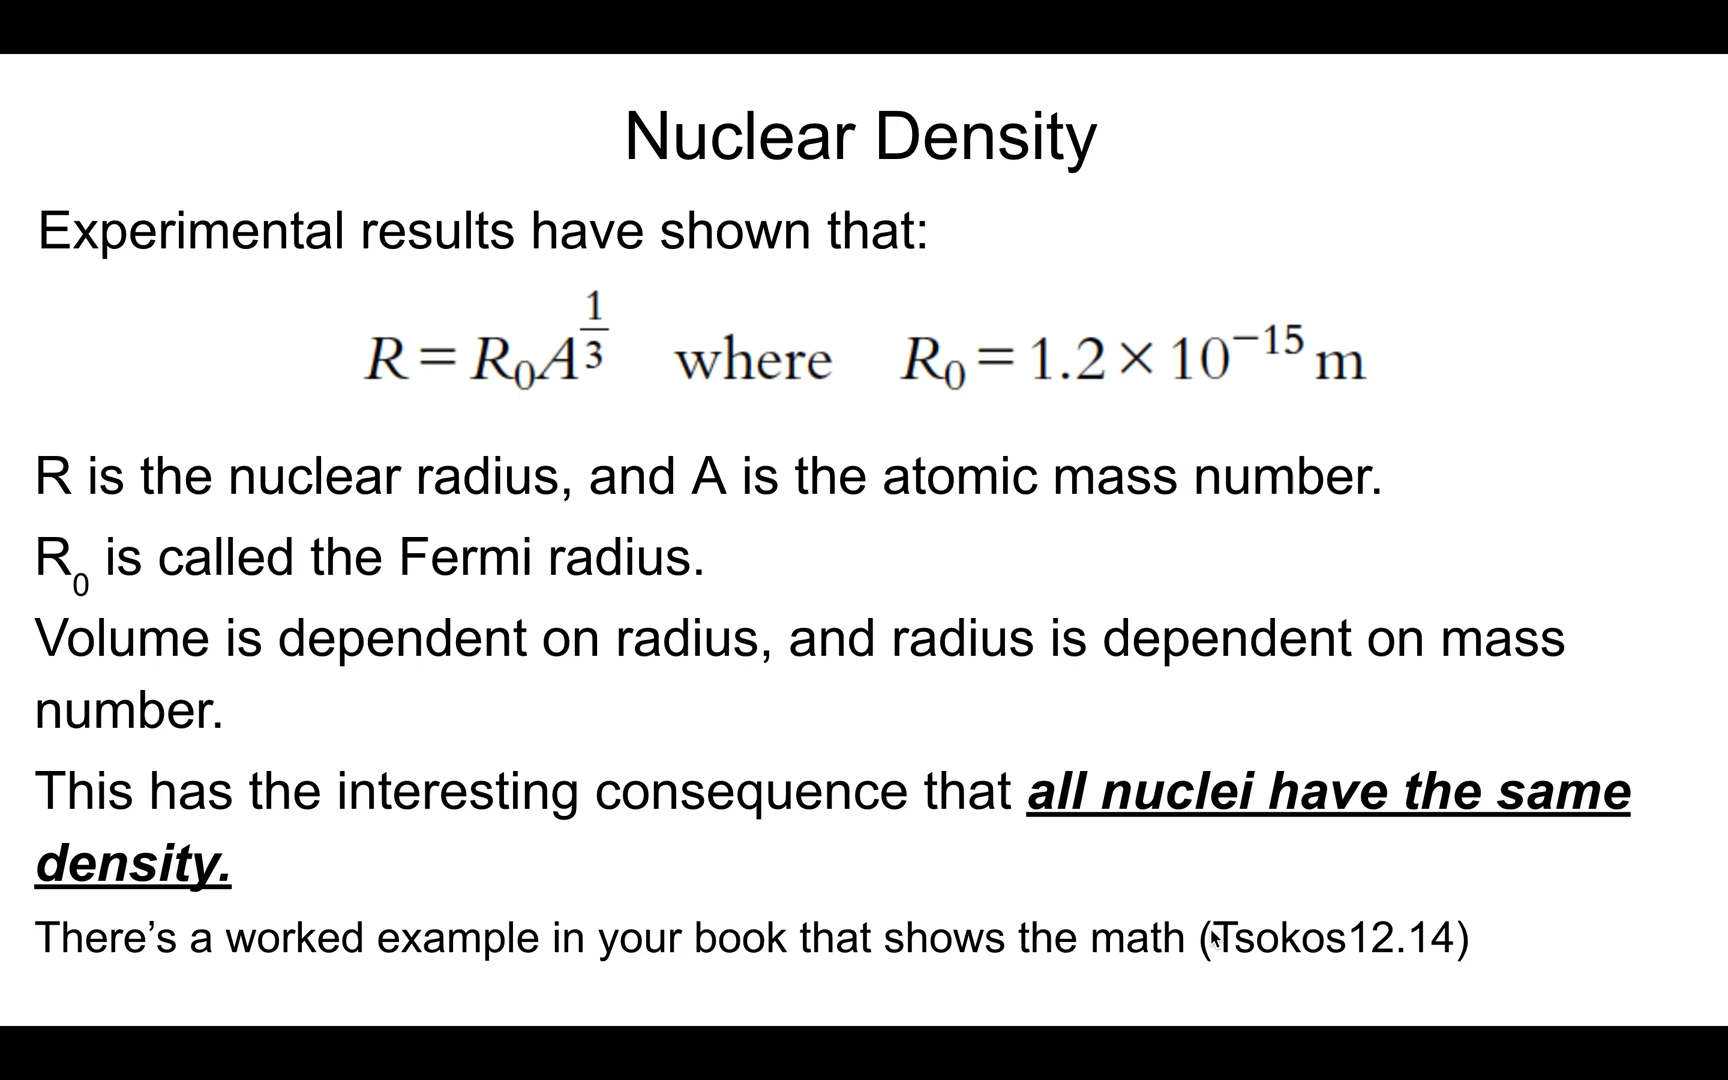 Nuclear Density
Experimental results have shown that:
R = R₀A^(1/3) where R₀ = 1.2 × 10⁻¹⁵ m
R is the nuclear radius, and A is the atomic mass number.
R₀ is called the Fermi radius.
Volume is dependent on radius, and radius is dependent on mass
number.
This has the interesting consequence that all nuclei have the same
density.
There’s a worked example in your book that shows the math (Tsokos12.14)